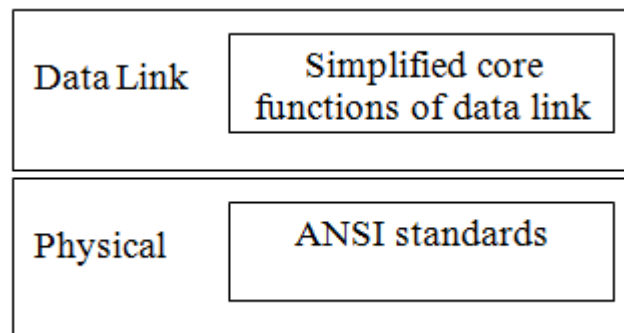 Data Link
Simplified core
functions of data link
Physical
ANSI standards